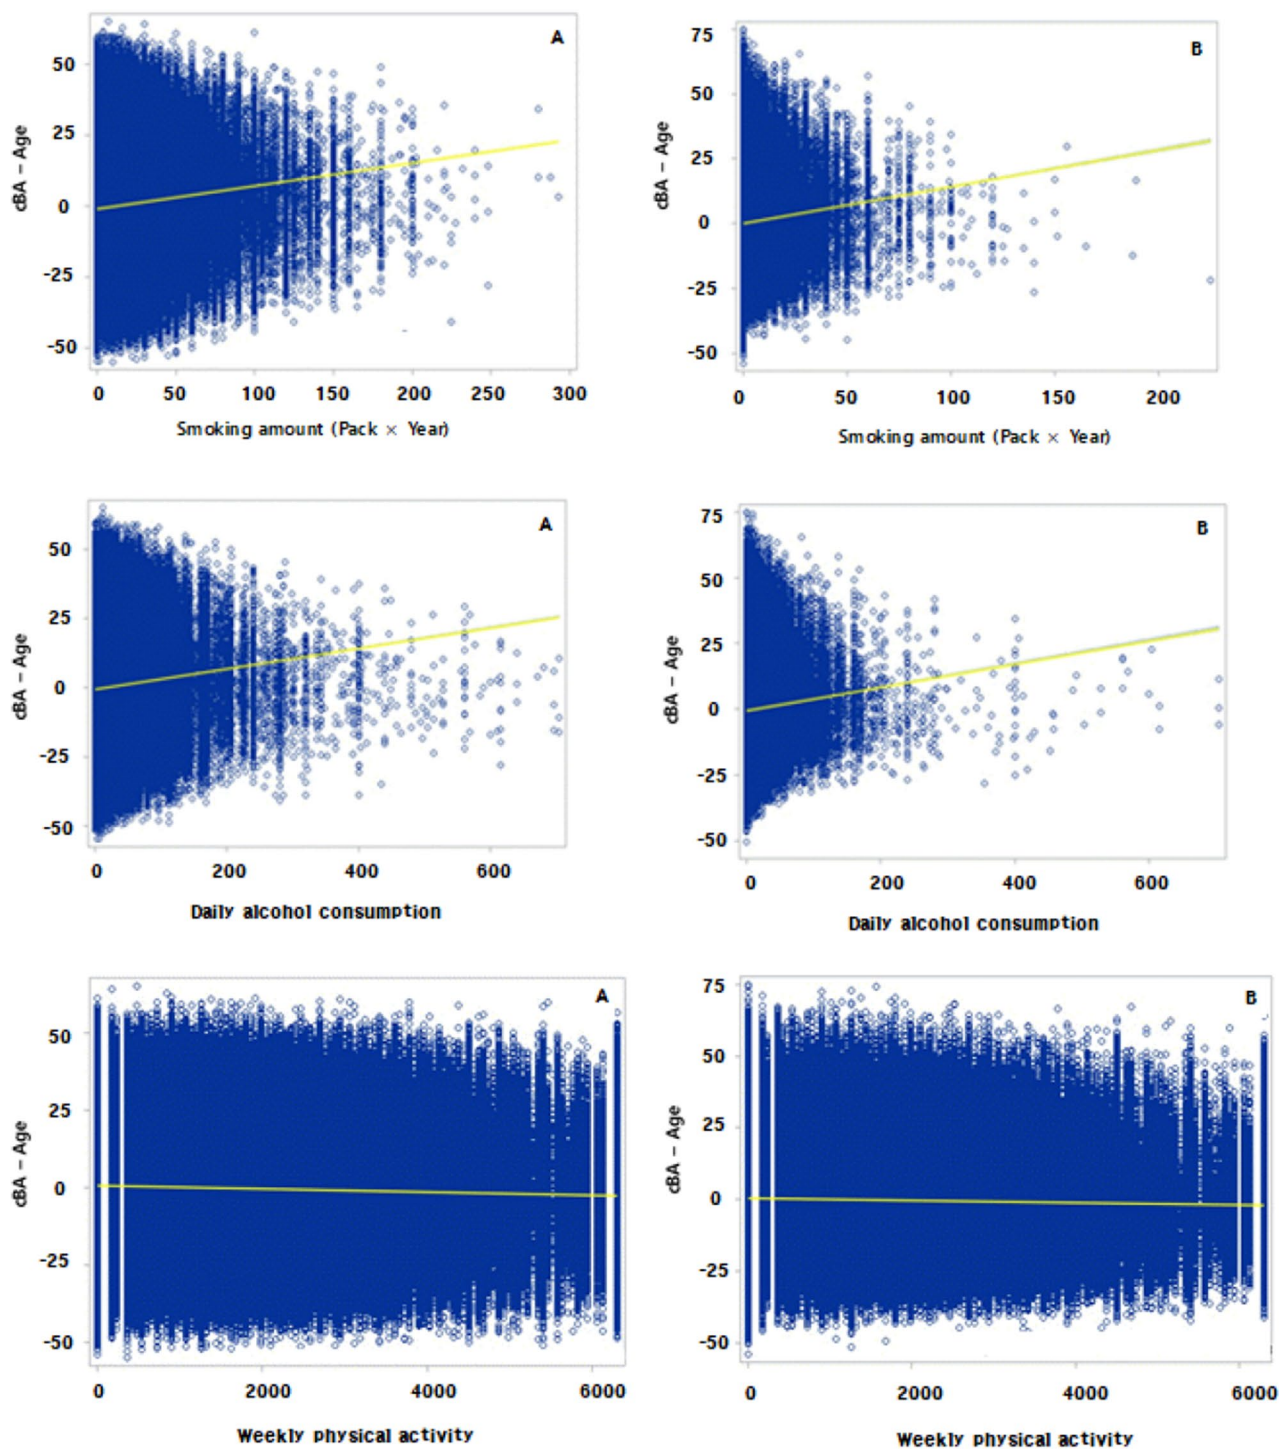 A
50
25
0
-25
-50
cBA - Age
0 50 100 150 200 250 300
Smoking amount (Pack × Year)
B
75
50
25
0
-25
-50
cBA - Age
0 50 100 150 200
Smoking amount (Pack × Year)
A
50
25
0
-25
-50
cBA - Age
0 200 400 600
Daily alcohol consumption
B
75
50
25
0
-25
-50
cBA - Age
0 200 400 600
Daily alcohol consumption
A
50
25
0
-25
-50
cBA - Age
0 2000 4000 6000
Weekly physical activity
B
75
50
25
0
-25
-50
cBA - Age
0 2000 4000 6000
Weekly physical activity